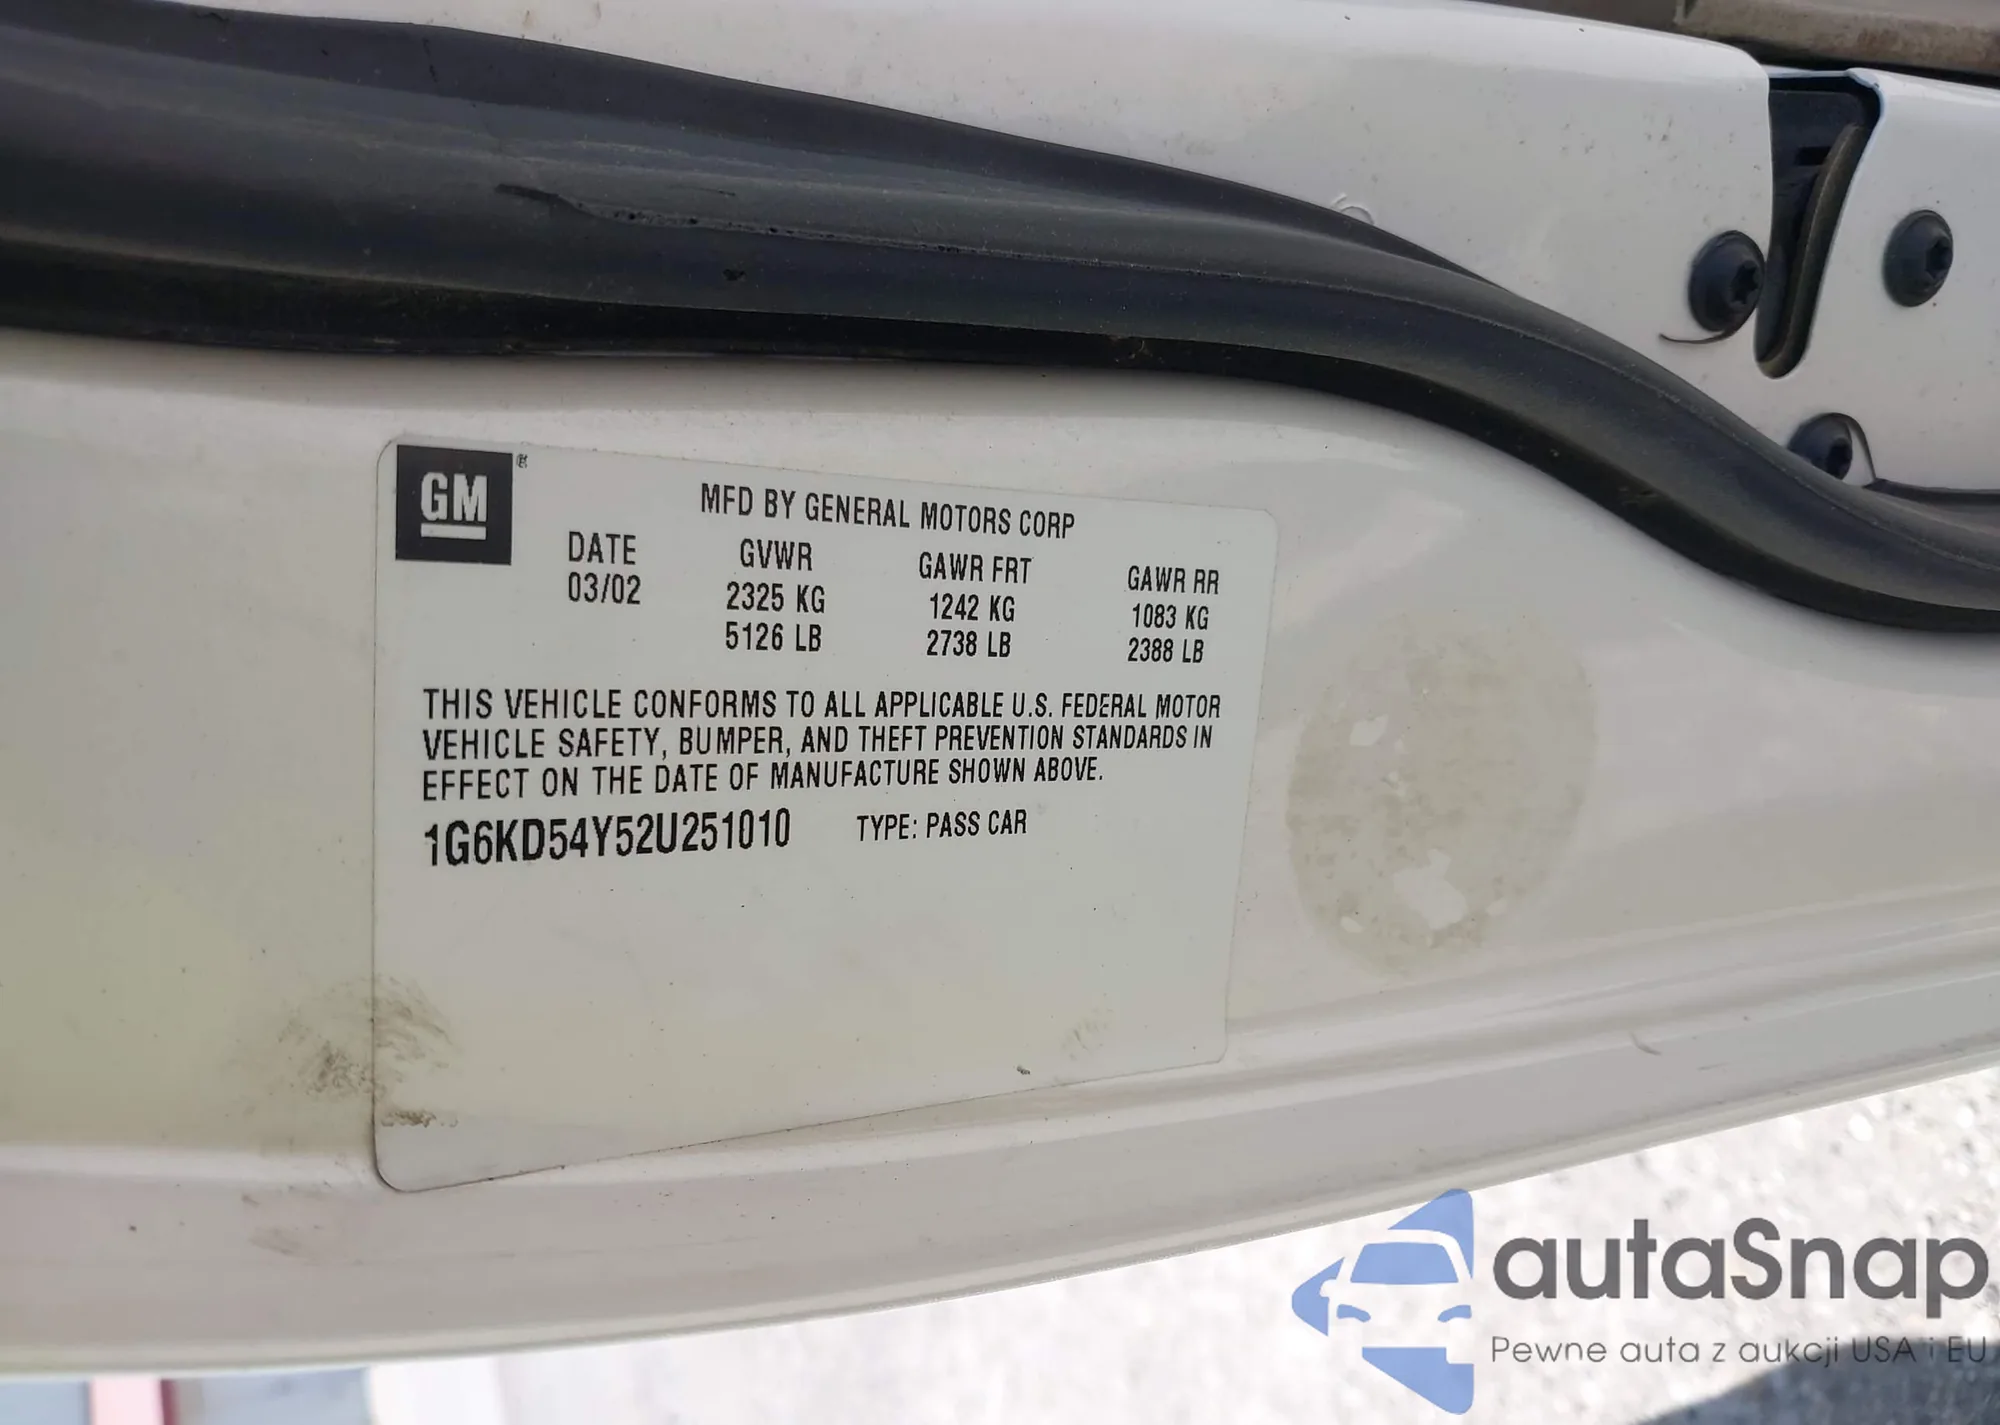 GM ®
MFD BY GENERAL MOTORS CORP
DATE GVWR GAWR FRT GAWR RR
03/02 2325 KG 1242 KG 1083 KG
5126 LB 2738 LB 2388 LB
THIS VEHICLE CONFORMS TO ALL APPLICABLE U.S. FEDERAL MOTOR
VEHICLE SAFETY, BUMPER, AND THEFT PREVENTION STANDARDS IN
EFFECT ON THE DATE OF MANUFACTURE SHOWN ABOVE.
1G6KD54Y52U251010 TYPE: PASS CAR
autaSnap
Pewne auta z aukcji USA i EU